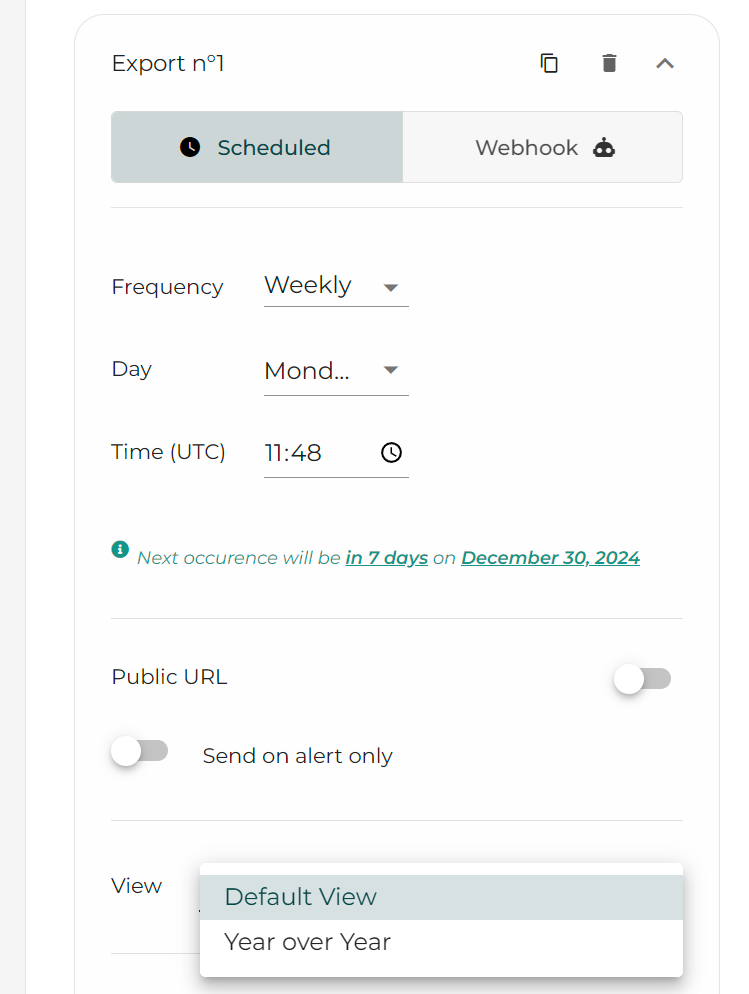 Export n°1
Scheduled
Webhook
Frequency
Weekly
Day
Mond...
Time (UTC)
11:48
Next occurence will be in 7 days on December 30, 2024
Public URL
Send on alert only
View
Default View
Year over Year